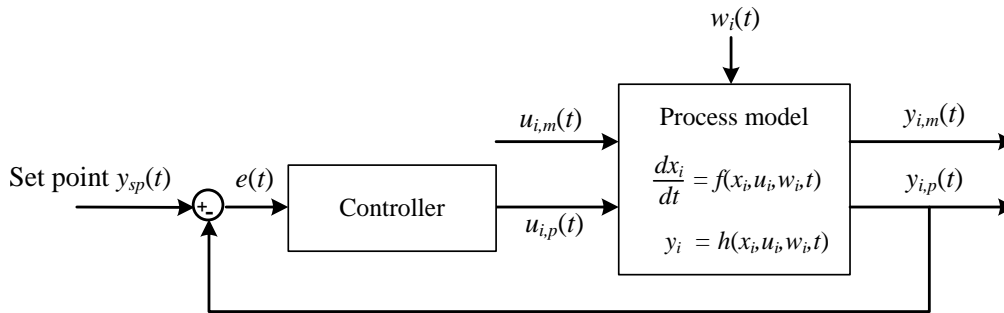 w_i(t)
u_{i,m}(t)
Process model
y_{i,m}(t)
Set point y_{sp}(t)
e(t)
Controller
dx_i/dt = f(x_i,u_i,w_i,t)
y_{i,p}(t)
+
-
u_{i,p}(t)
y_i = h(x_i,u_i,w_i,t)